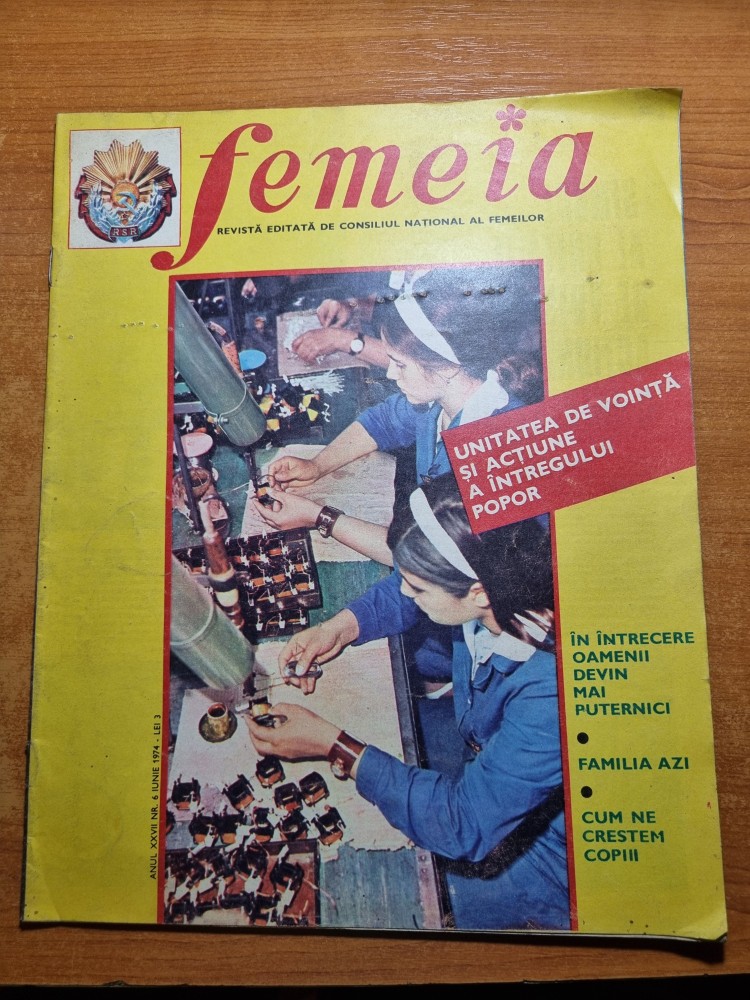 RSR
femeia
REVISTĂ EDITATĂ DE CONSILIUL NAȚIONAL AL FEMEILOR
UNITATEA DE VOINȚĂ
ȘI ACȚIUNE
A ÎNTREGULUI
POPOR
ÎN ÎNTRECERE
OAMENII
DEVIN
MAI
PUTERNICI
● FAMILIA AZI
● CUM NE
CRESTEM
COPIII
ANUL XXVII NR. 6 IUNIE 1974 - LEI 3